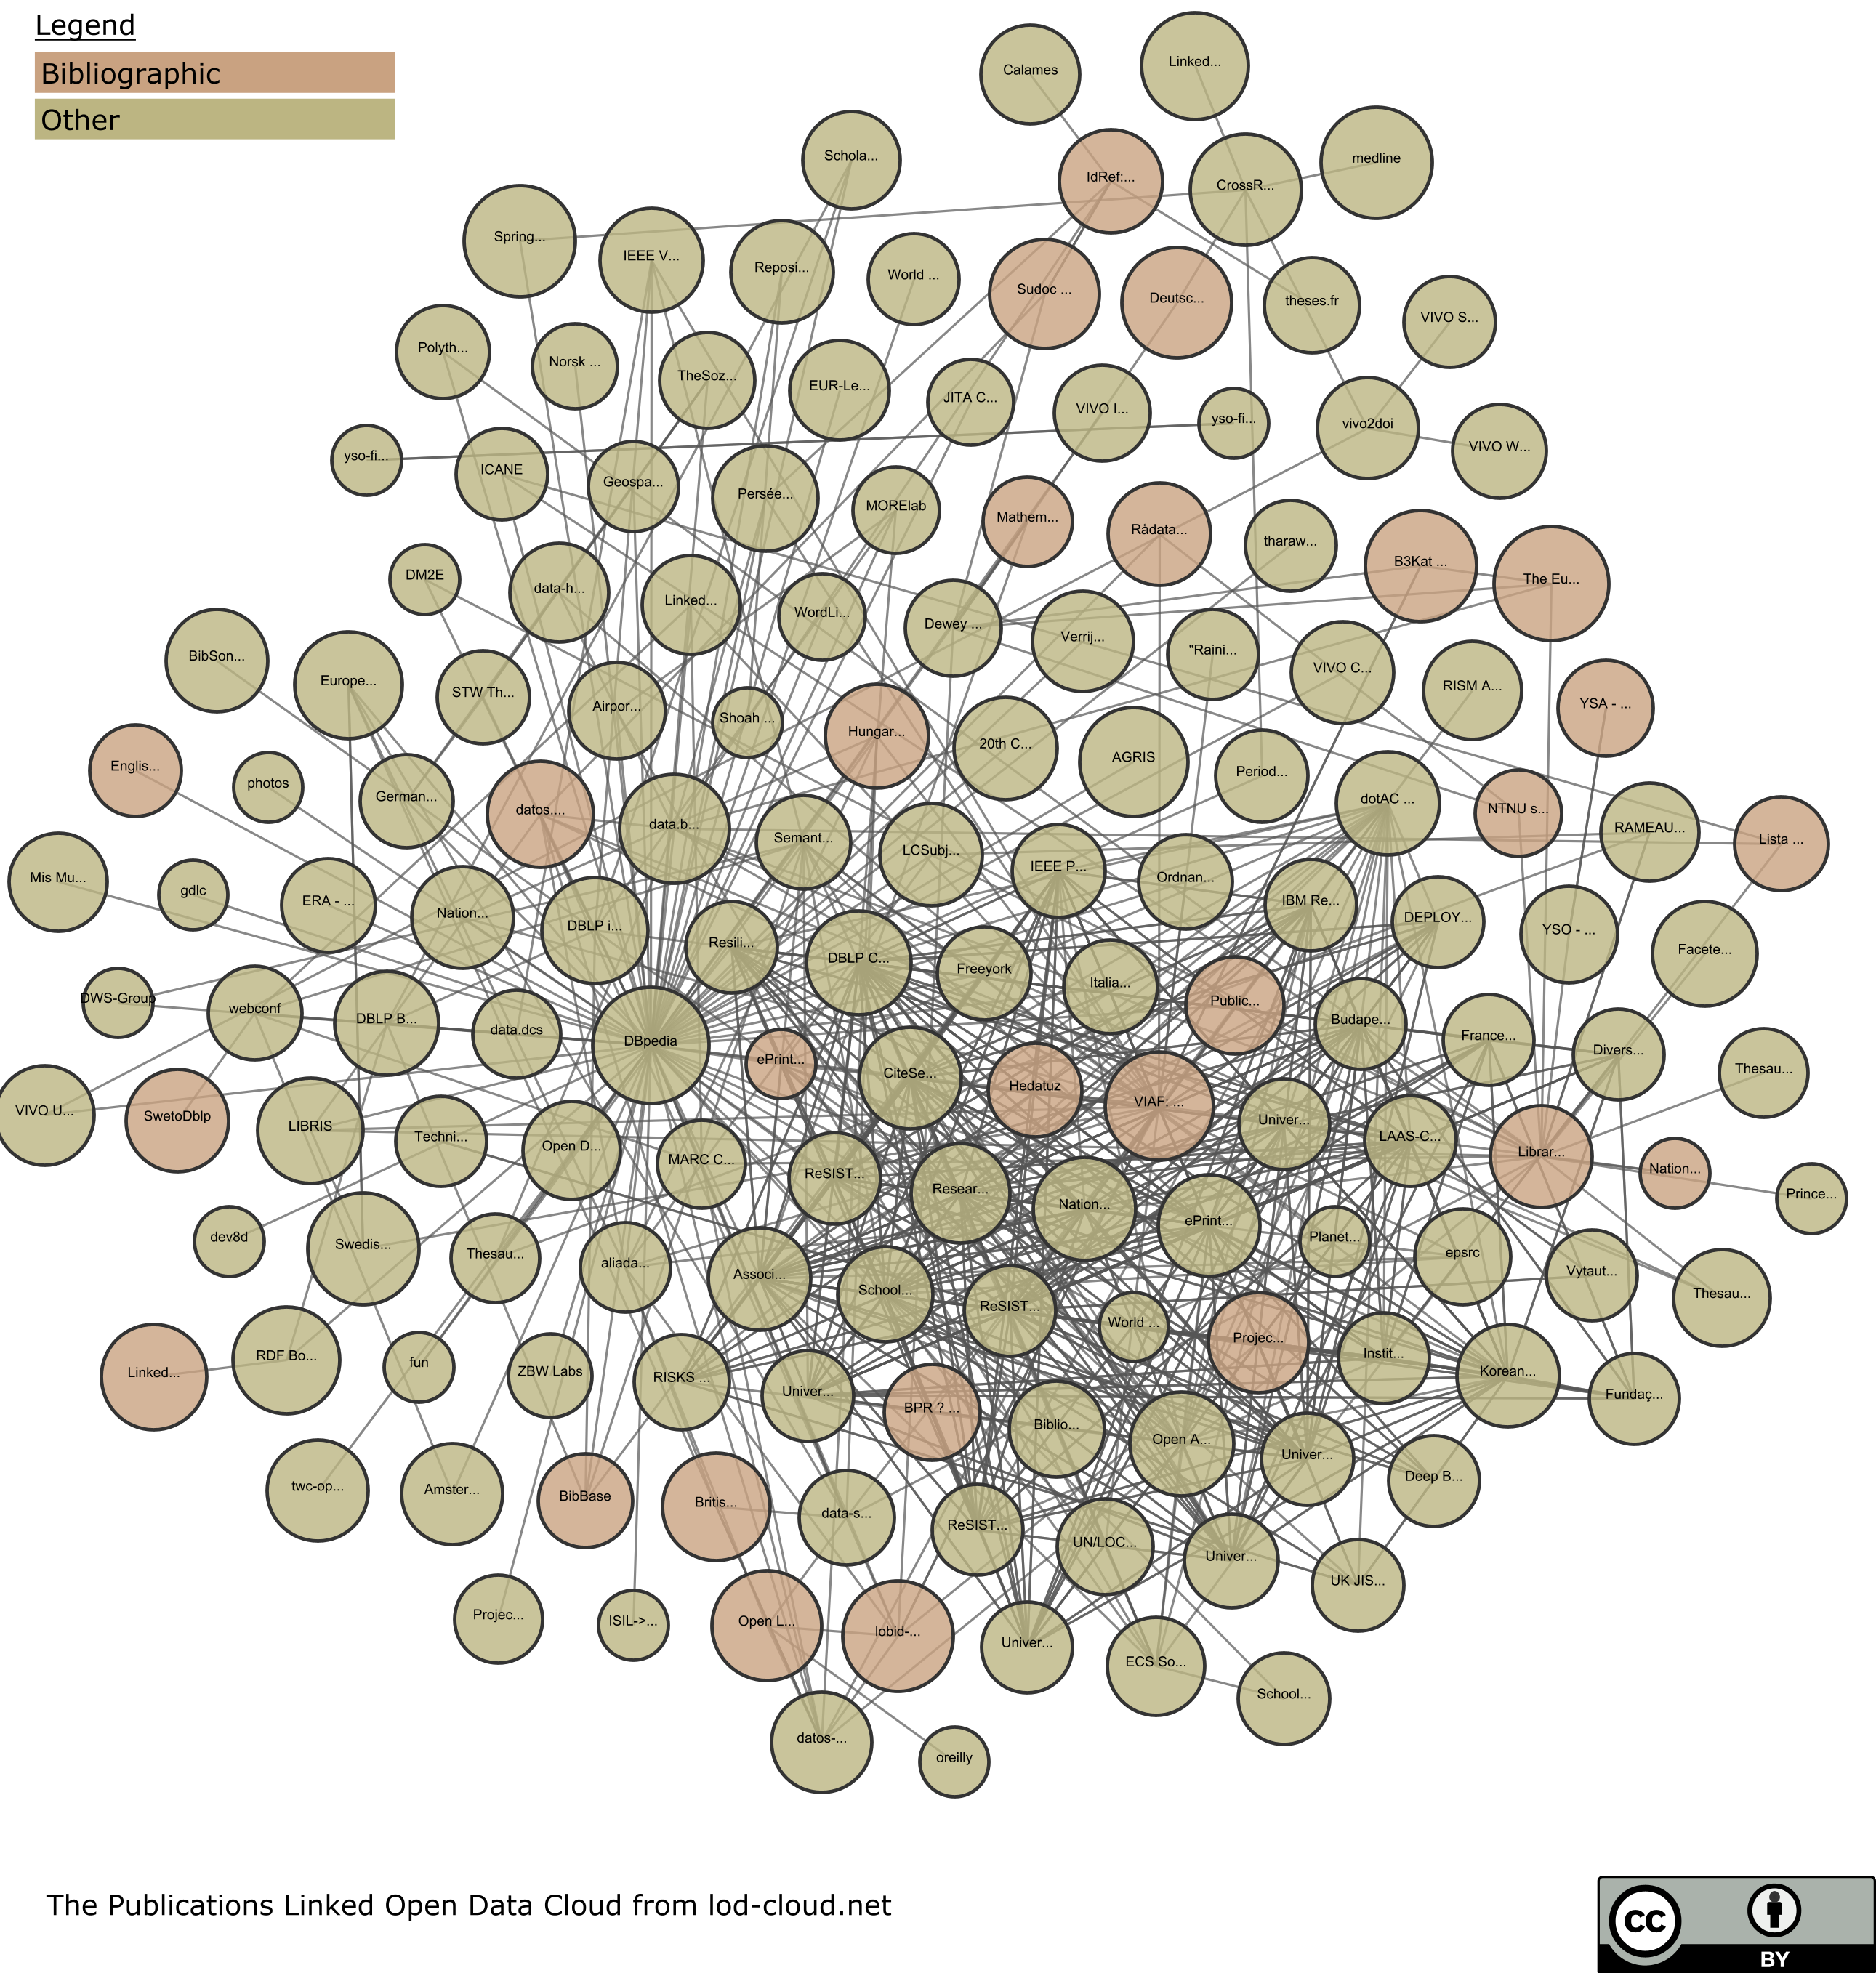 Legend
Bibliographic
Other
Calames
Linked...
Schola...
medline
IdRef:...
CrossR...
Spring...
IEEE V...
Reposi...
World ...
Sudoc ...
Deutsc...
theses.fr
VIVO S...
Polyth...
Norsk ...
TheSoz...
EUR-Le...
JITA C...
VIVO I...
yso-fi...
vivo2doi
VIVO W...
yso-fi...
ICANE
Geospa...
Persée...
MORElab
Mathem...
Rådata...
tharaw...
B3Kat ...
The Eu...
DM2E
data-h...
Linked...
WordLi...
Dewey ...
Verrij...
"Raini...
VIVO C...
RISM A...
YSA - ...
BibSon...
Europe...
STW Th...
Airpor...
Shoah ...
Hungar...
20th C...
AGRIS
Period...
Englis...
photos
German...
datos....
data.b...
Semant...
LCSubj...
IEEE P...
Ordnan...
dotAC ...
NTNU s...
RAMEAU...
Lista ...
Mis Mu...
gdlc
ERA - ...
Nation...
DBLP i...
Resili...
DBLP C...
Freeyork
Italia...
IBM Re...
DEPLOY...
YSO - ...
Facete...
DWS-Group
webconf
DBLP B...
data.dcs
DBpedia
ePrint...
CiteSe...
Hedatuz
VIAF: ...
Public...
Budape...
France...
Divers...
Thesau...
VIVO U...
SwetoDblp
LIBRIS
Techni...
Open D...
MARC C...
ReSIST...
Resear...
Nation...
ePrint...
Univer...
LAAS-C...
Librar...
Nation...
Prince...
dev8d
Swedis...
Thesau...
aliada...
Associ...
School...
ReSIST...
World ...
Planet...
epsrc
Vytaut...
Thesau...
Linked...
RDF Bo...
fun
ZBW Labs
RISKS ...
Univer...
BPR ? ...
Biblio...
Open A...
Projec...
Instit...
Korean...
Fundaç...
twc-op...
Amster...
BibBase
Britis...
data-s...
ReSIST...
UN/LOC...
Univer...
Univer...
Deep B...
UK JIS...
Projec...
ISIL->...
Open L...
lobid-...
Univer...
ECS So...
School...
datos-...
oreilly
The Publications Linked Open Data Cloud from lod-cloud.net
cc
BY